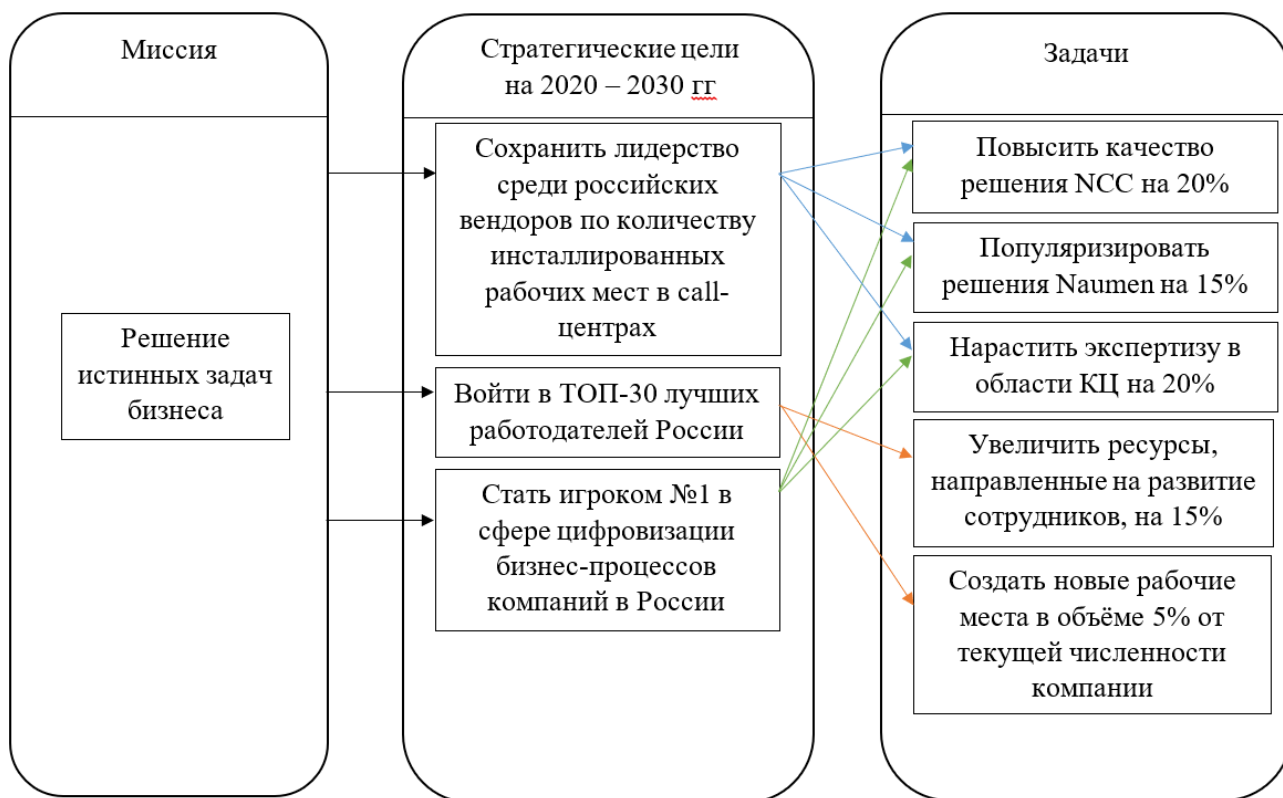 Миссия
Решение
истинных задач
бизнеса
Стратегические цели
на 2020 – 2030 гг
Сохранить лидерство
среди российских
вендоров по количеству
инсталлированных
рабочих мест в call-
центрах
Войти в ТОП-30 лучших
работодателей России
Стать игроком №1 в
сфере цифровизации
бизнес-процессов
компаний в России
Задачи
Повысить качество
решения NCC на 20%
Популяризировать
решения Naumen на 15%
Нарастить экспертизу в
области КЦ на 20%
Увеличить ресурсы,
направленные на развитие
сотрудников, на 15%
Создать новые рабочие
места в объёме 5% от
текущей численности
компании